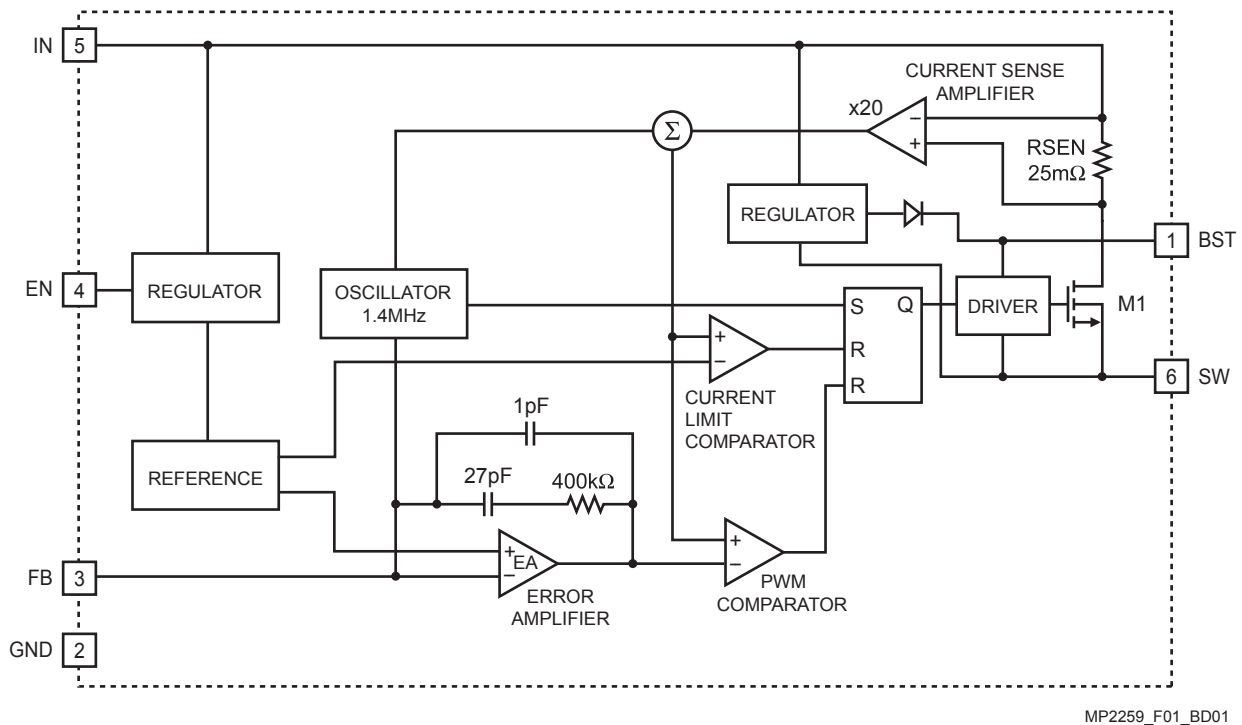 IN 5
CURRENT SENSE
AMPLIFIER
x20
Σ
−
+
RSEN
25mΩ
REGULATOR
1 BST
EN 4
REGULATOR
OSCILLATOR
1.4MHz
S Q
R
R
DRIVER
M1
+
−
6 SW
CURRENT
LIMIT
COMPARATOR
1pF
REFERENCE
27pF
400kΩ
+
EA
−
+
−
FB 3
ERROR
AMPLIFIER
PWM
COMPARATOR
GND 2
MP2259_F01_BD01